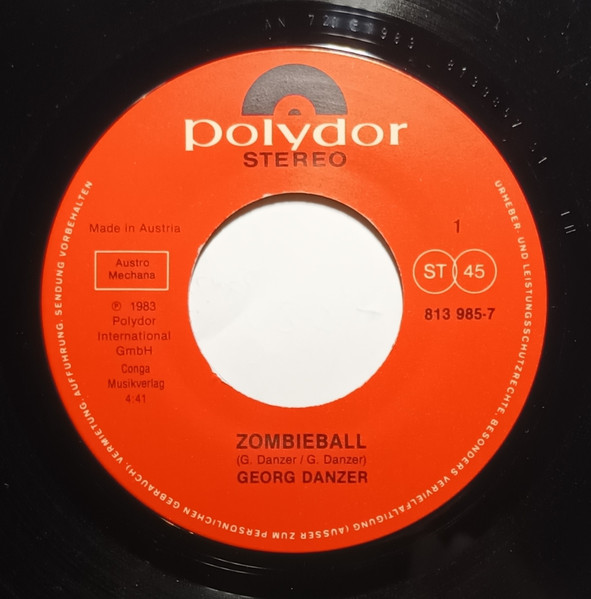 polydor
STEREO
Made in Austria
1
Austro
Mechana
ST 45
℗ 1983
Polydor
International
GmbH
813 985-7
Conga
Musikverlag
4:41
ZOMBIEBALL
(G. Danzer / G. Danzer)
GEORG DANZER
URHEBER- UND LEISTUNGSSCHUTZRECHTE, BESONDERS VERVIELFÄLTIGUNG (AUSSER ZUM PERSÖNLICHEN GEBRAUCH), VERMIETUNG, AUFFÜHRUNG, SENDUNG VORBEHALTEN